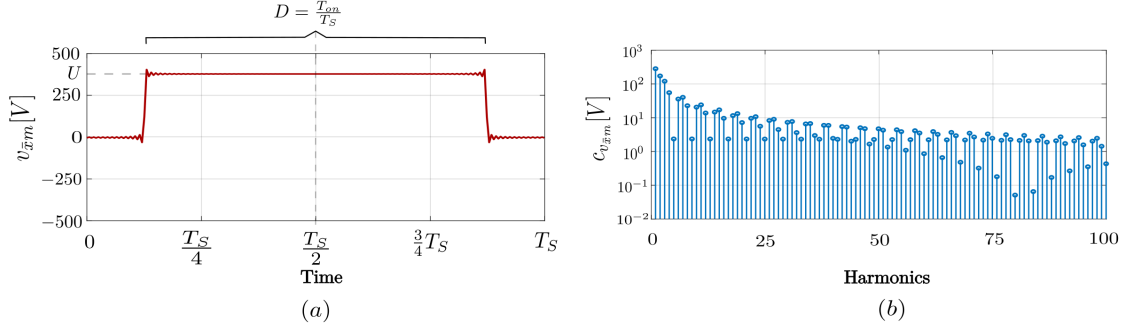 D = T_on/T_S
500
U
250
0
−250
−500
v_x̄m[V]
0
T_S/4
T_S/2
3/4 T_S
T_S
Time
(a)
10^3
10^2
10^1
10^0
10^−1
10^−2
c_v_x̄m[V]
0
25
50
75
100
Harmonics
(b)